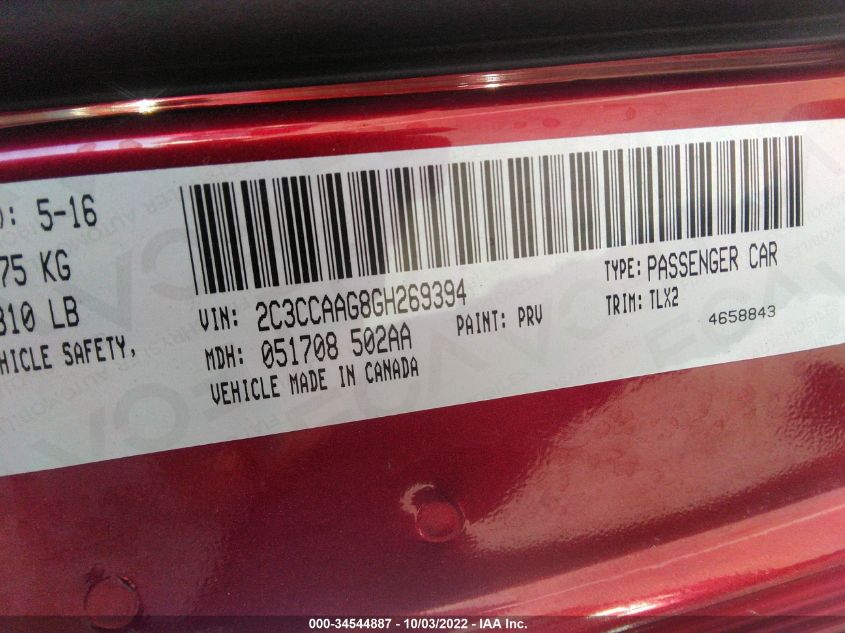 D: 5-16
75 KG
310 LB
VEHICLE SAFETY,
VIN: 2C3CCAAG8GH269394
TYPE: PASSENGER CAR
MDH: 051708 502AA
PAINT: PRV
TRIM: TLX2
4658843
VEHICLE MADE IN CANADA
000-34544887 - 10/03/2022 - IAA Inc.